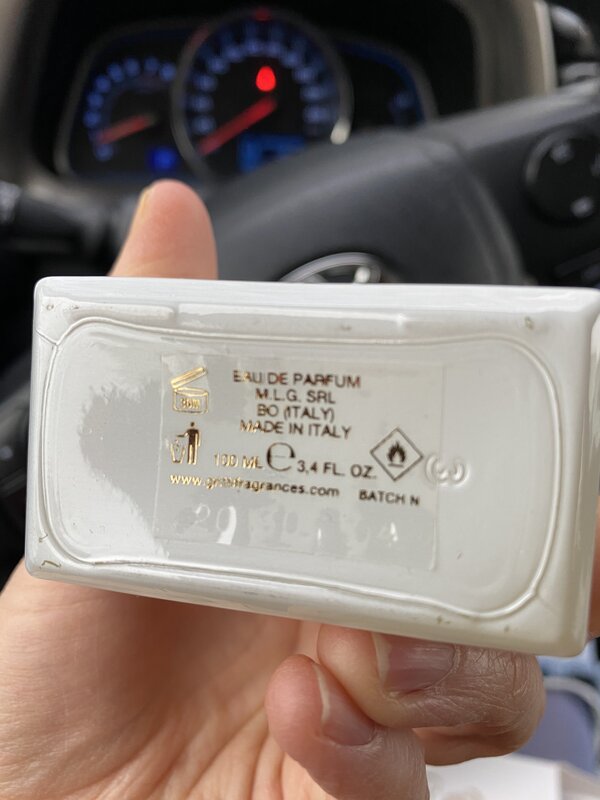 EAU DE PARFUM
M.L.G. SRL
BO (ITALY)
MADE IN ITALY
100 ML e 3,4 FL. OZ.
BATCH N